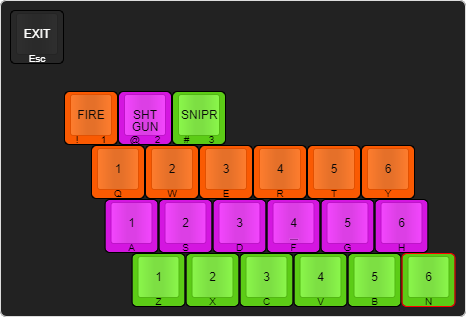 EXIT
Esc
FIRE SHT SNIPR
GUN
! 1 @ 2 # 3
1 2 3 4 5 6
Q W E R T Y
1 2 3 4 5 6
A S D F G H
1 2 3 4 5 6
Z X C V B N